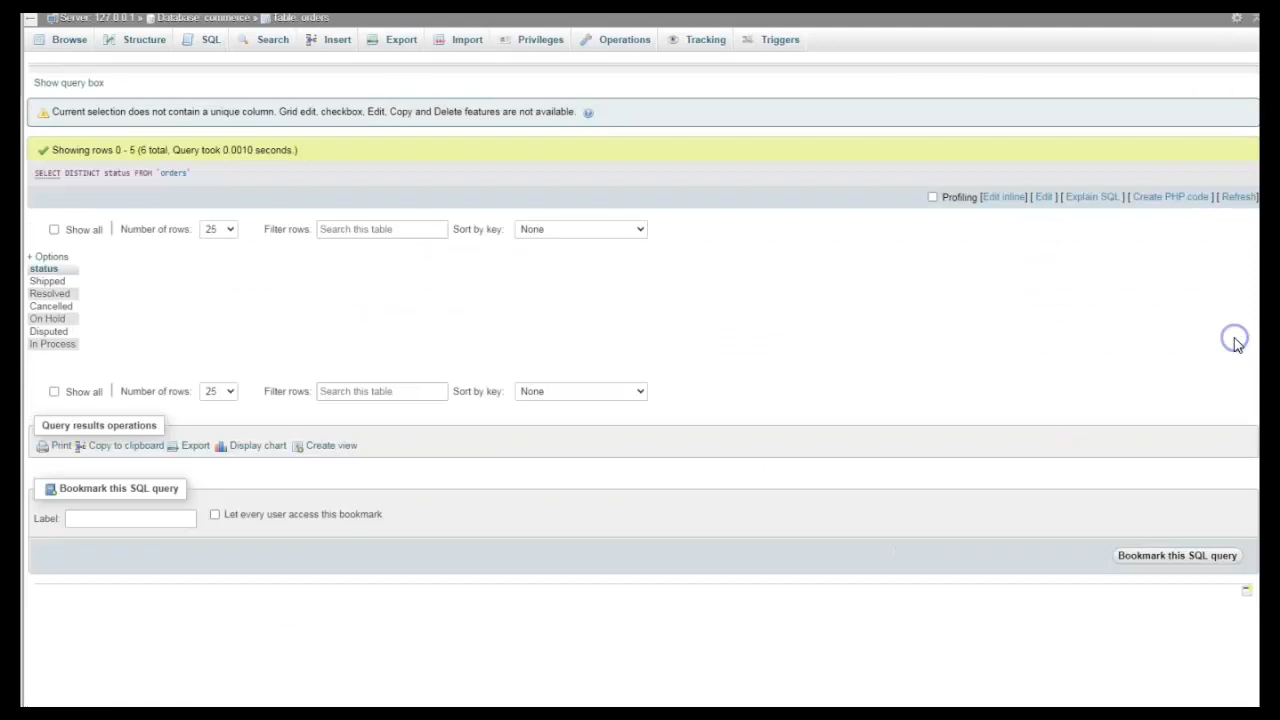 Server: 127.0.0.1 » Database: commerce » Table: orders
Browse Structure SQL Search Insert Export Import Privileges Operations Tracking Triggers
Show query box
Current selection does not contain a unique column. Grid edit, checkbox, Edit, Copy and Delete features are not available.
Showing rows 0 - 5 (6 total, Query took 0.0010 seconds.)
SELECT DISTINCT status FROM `orders`
Profiling [Edit inline] [ Edit ] [ Explain SQL ] [ Create PHP code ] [ Refresh]
Show all Number of rows: 25 Filter rows: Search this table Sort by key: None
+ Options
status
Shipped
Resolved
Cancelled
On Hold
Disputed
In Process
Show all Number of rows: 25 Filter rows: Search this table Sort by key: None
Query results operations
Print Copy to clipboard Export Display chart Create view
Bookmark this SQL query
Label: Let every user access this bookmark
Bookmark this SQL query